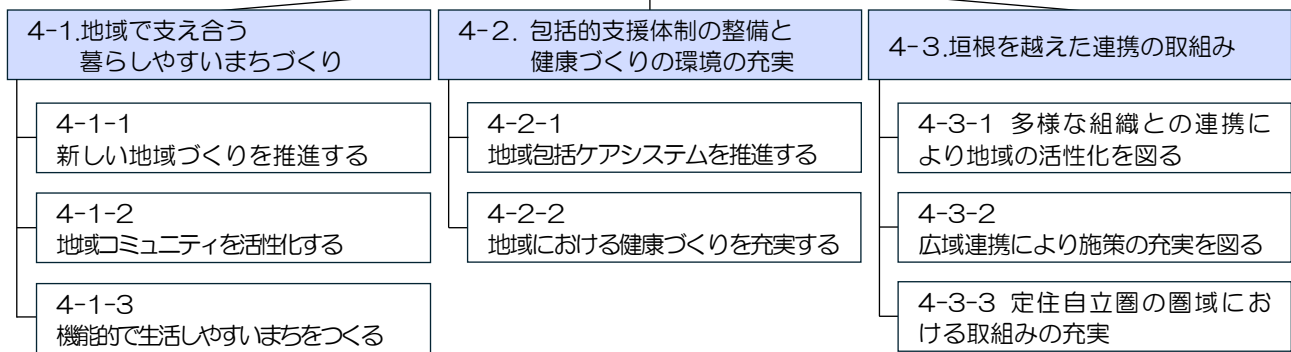 4-1.地域で支え合う
暮らしやすいまちづくり
4-1-1
新しい地域づくりを推進する
4-1-2
地域コミュニティを活性化する
4-1-3
機能的で生活しやすいまちをつくる
4-2. 包括的支援体制の整備と
健康づくりの環境の充実
4-2-1
地域包括ケアシステムを推進する
4-2-2
地域における健康づくりを充実する
4-3.垣根を越えた連携の取組み
4-3-1 多様な組織との連携に
より地域の活性化を図る
4-3-2
広域連携により施策の充実を図る
4-3-3 定住自立圏の圏域にお
ける取組みの充実